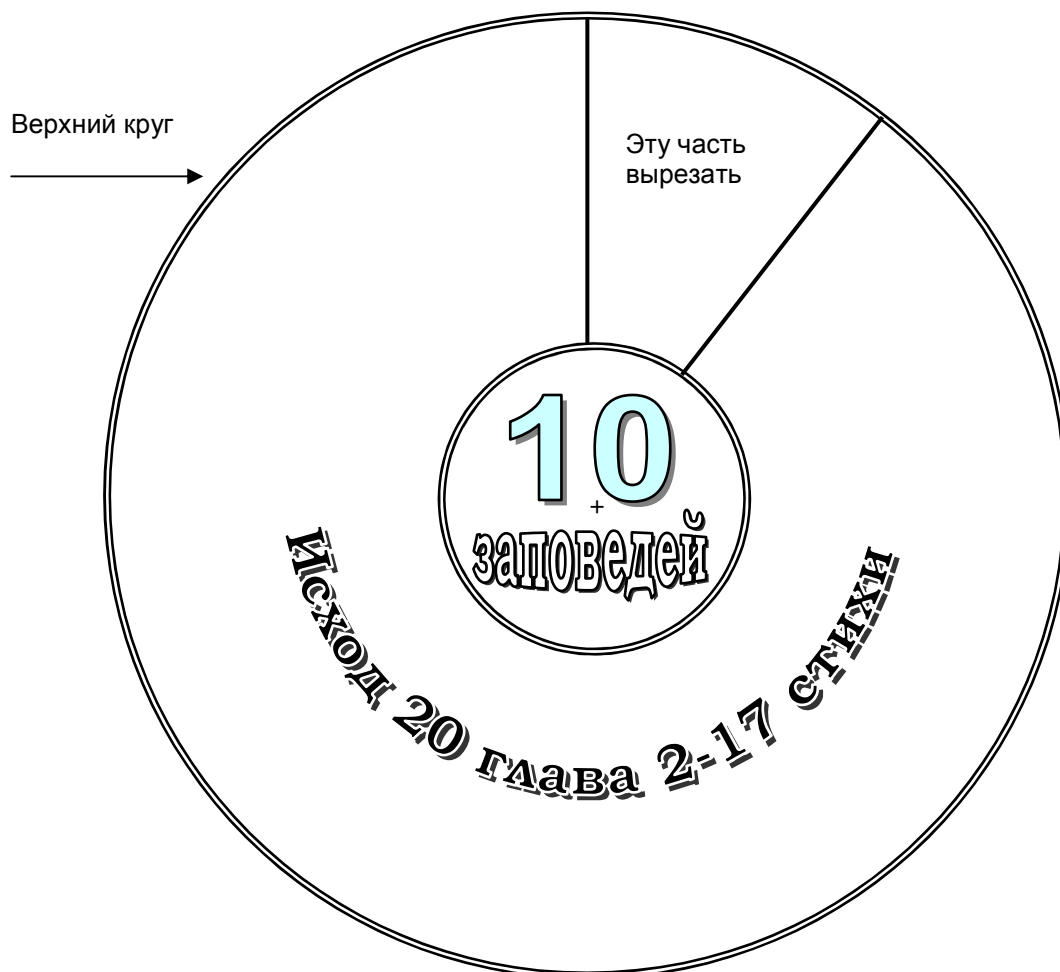 Верхний круг
Эту часть
вырезать
10
+
заповедей
Исход 20 глава 2-17 стихи